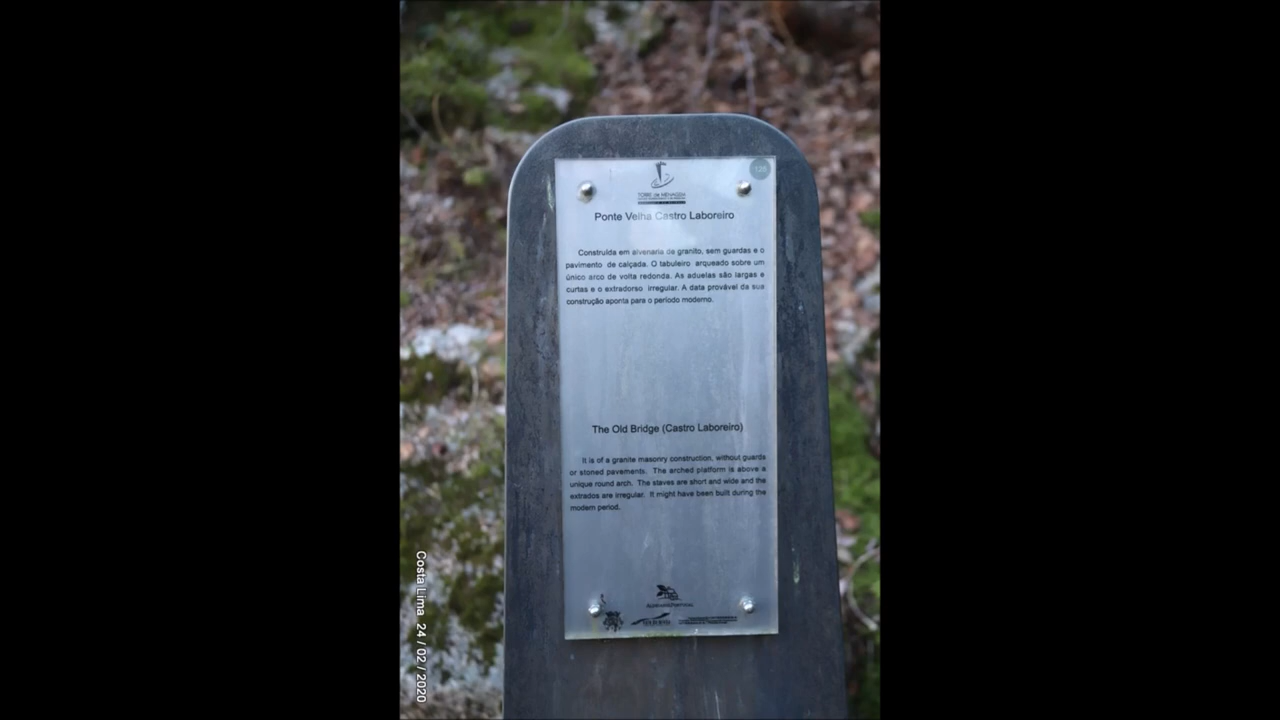 128
TORRE de MENAGEM
Ponte Velha Castro Laboreiro
Construída em alvenaria de granito, sem guardas e o
pavimento de calçada. O tabuleiro arqueado sobre um
único arco de volta redonda. As aduelas são largas e
curtas e o extradorso irregular. A data provável da sua
construção aponta para o período moderno.
The Old Bridge (Castro Laboreiro)
It is of a granite masonry construction, without guards
or stoned pavements. The arched platform is above a
unique round arch. The staves are short and wide and the
extrados are irregular. It might have been built during the
modern period.
Costa Lima 24 / 02 / 2020